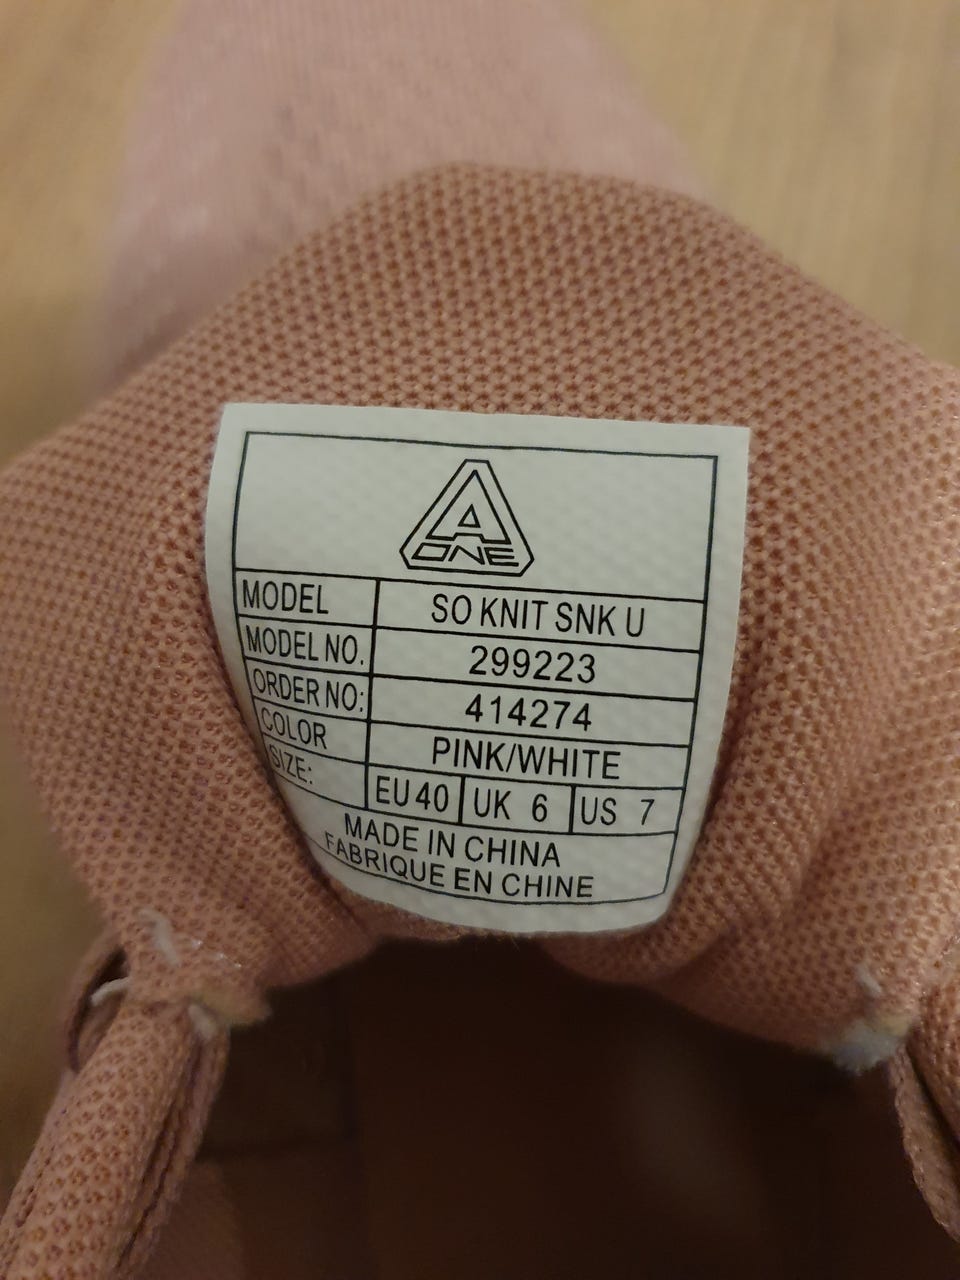 A
ONE
MODEL SO KNIT SNK U
MODEL NO. 299223
ORDER NO: 414274
COLOR PINK/WHITE
SIZE: EU 40 UK 6 US 7
MADE IN CHINA
FABRIQUE EN CHINE